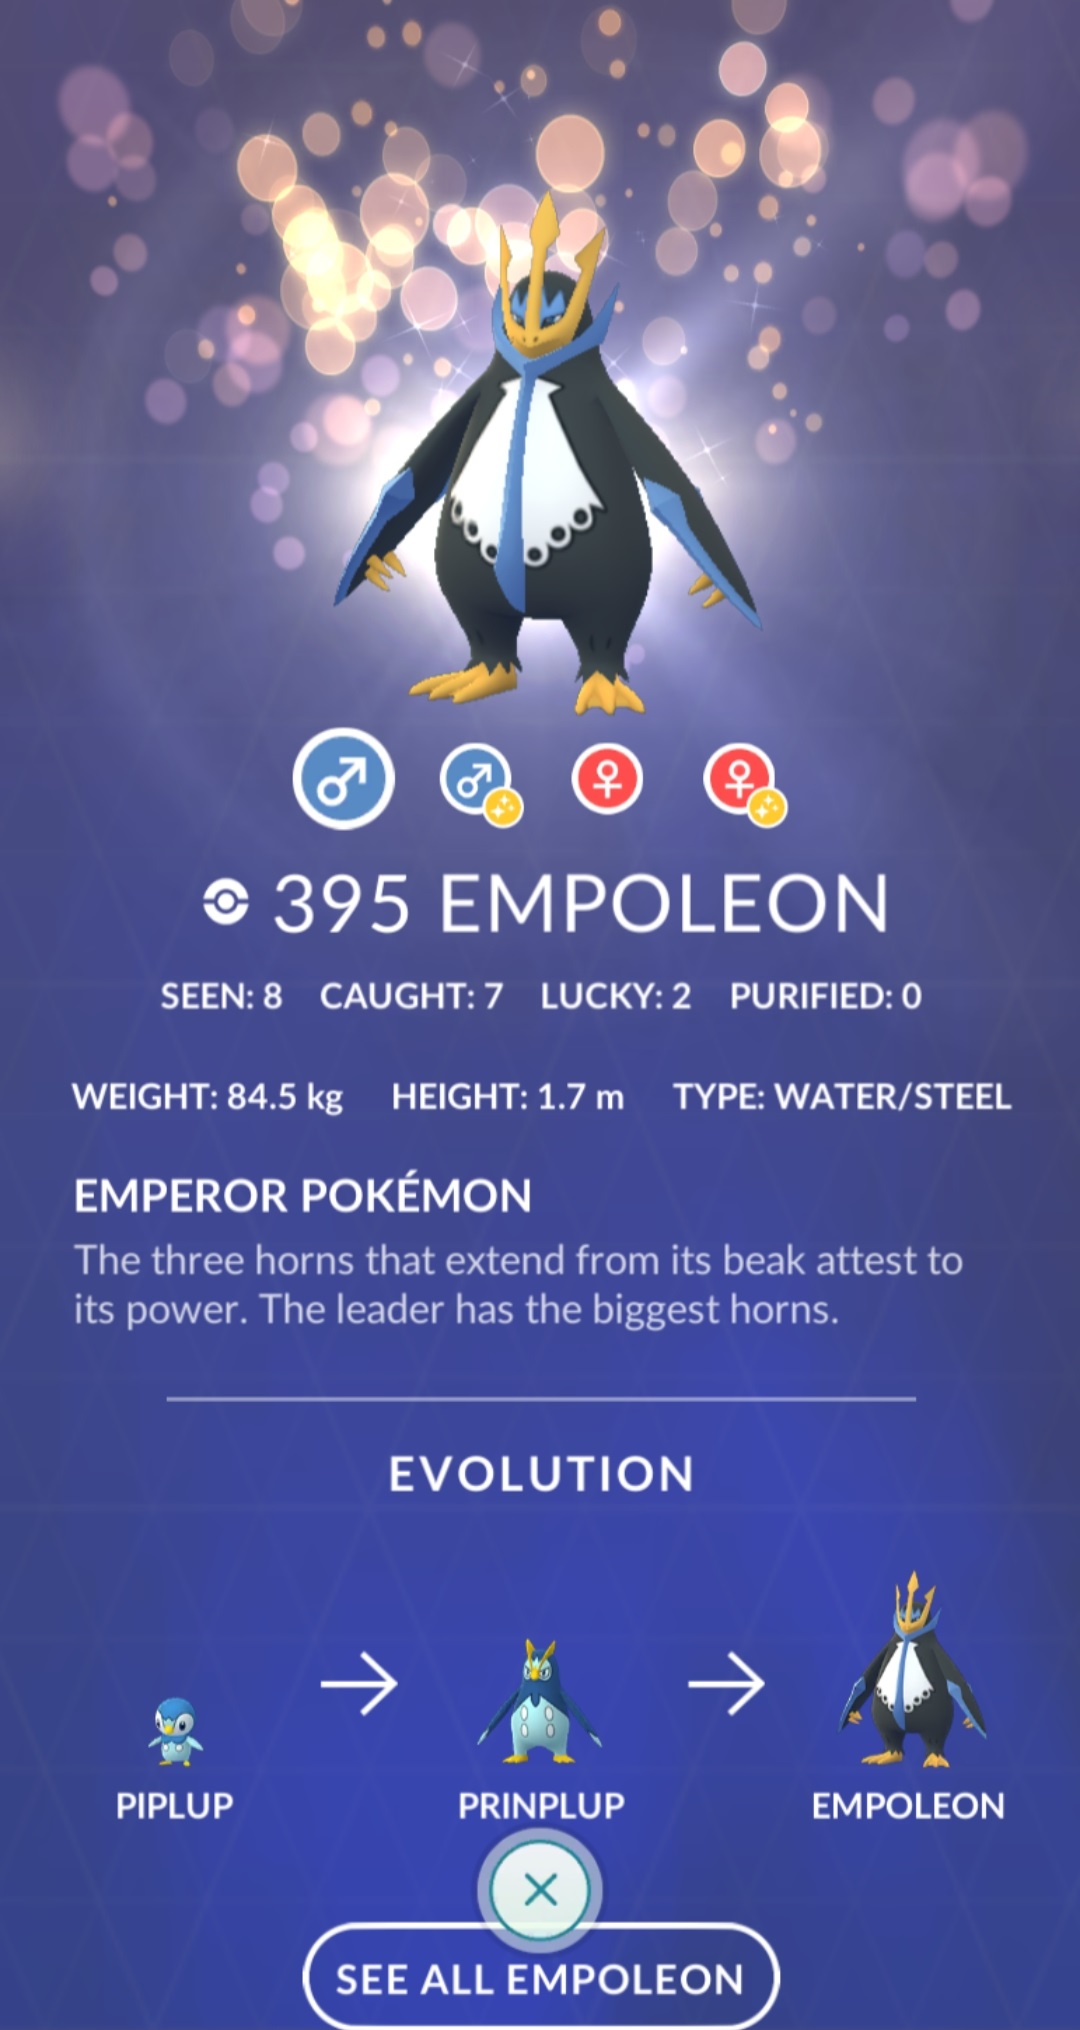 395 EMPOLEON
SEEN: 8 CAUGHT: 7 LUCKY: 2 PURIFIED: 0
WEIGHT: 84.5 kg HEIGHT: 1.7 m TYPE: WATER/STEEL
EMPEROR POKÉMON
The three horns that extend from its beak attest to
its power. The leader has the biggest horns.
EVOLUTION
PIPLUP PRINPLUP EMPOLEON
SEE ALL EMPOLEON